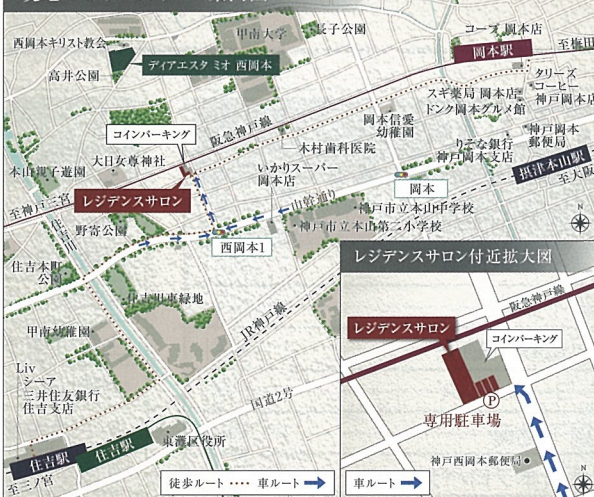 西岡本キリスト教会
高井公園
ディアエスタ ミオ 西岡本
甲南大学
長子公園
コープ 岡本店
岡本駅
至梅田
タリーズ
コーヒー
神戸岡本店
スギ薬局 岡本店
ドンク岡本グルメ館
岡本信愛
幼稚園
神戸岡本
郵便局
りそな銀行
神戸岡本支店
摂津本山駅
至大阪
コインパーキング
阪急神戸線
木村歯科医院
本山親子遊園
大日女尊神社
いかりスーパー
岡本店
レジデンスサロン
至神戸三宮
住吉川
野寄公園
岡本
山幹通り
神戸市立本山中学校
神戸市立本山第二小学校
西岡本1
住吉本町
公園
住吉川東緑地
甲南幼稚園
JR神戸線
Liv
シーア
三井住友銀行
住吉支店
国道2号
東灘区役所
住吉駅
住吉駅
至三ノ宮
徒歩ルート
車ルート
N
レジデンスサロン付近拡大図
阪急神戸線
レジデンスサロン
コインパーキング
P
専用駐車場
神戸西岡本郵便局
車ルート
N